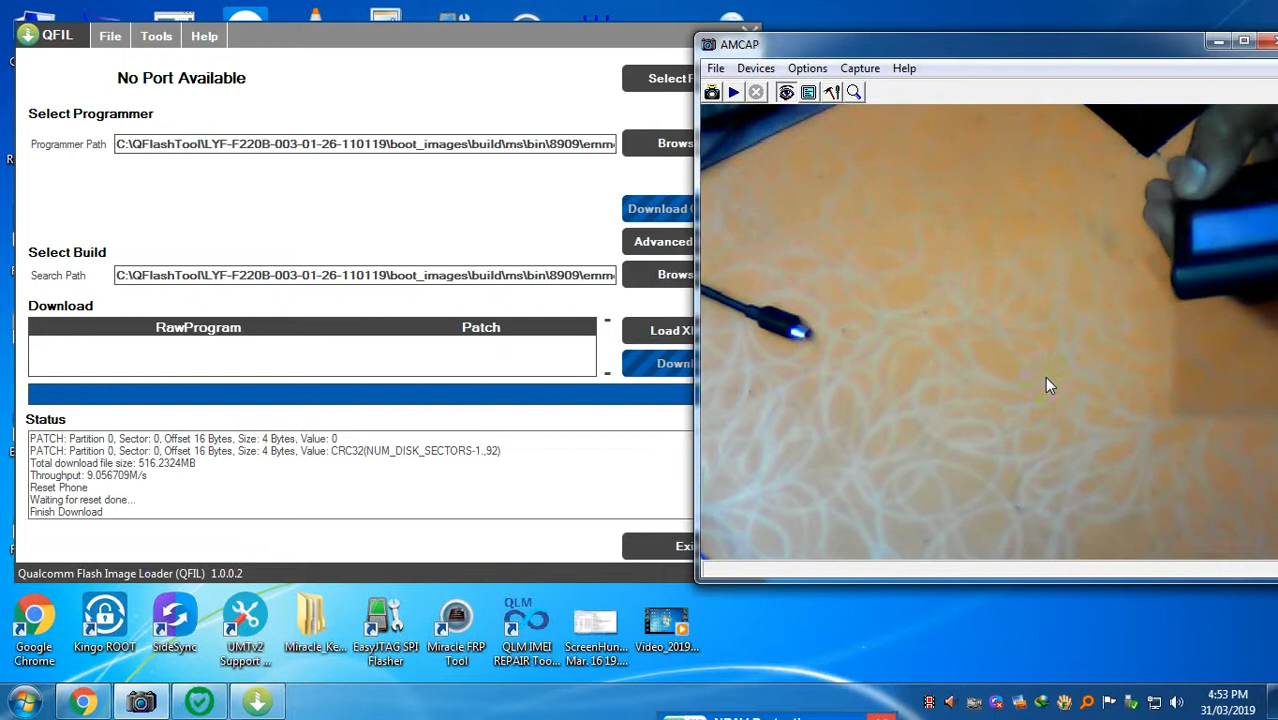 QFIL
File
Tools
Help
No Port Available
Select Programmer
Programmer Path
C:\QFlashTool\LYF-F220B-003-01-26-110119\boot_images\build\ms\bin\8909\emm
Brows
Download
Select Build
Advanced
Search Path
C:\QFlashTool\LYF-F220B-003-01-26-110119\boot_images\build\ms\bin\8909\emm
Brows
Download
RawProgram
Patch
Load X
Down
Status
PATCH: Partition 0, Sector: 0, Offset 16 Bytes, Size: 4 Bytes, Value: 0
PATCH: Partition 0, Sector: 0, Offset 16 Bytes, Size: 4 Bytes, Value: CRC32(NUM_DISK_SECTORS-1.,92)
Total download file size: 516.2324MB
Throughput: 9.056709M/s
Reset Phone
Waiting for reset done...
Finish Download
Exi
Qualcomm Flash Image Loader (QFIL) 1.0.0.2
AMCAP
File
Devices
Options
Capture
Help
Select
Google Chrome
Kingo ROOT
SideSync
UMTv2 Support ...
Miracle_Ke...
EasyJTAG SPI Flasher
Miracle FRP Tool
QLM
QLM IMEI REPAIR Too...
ScreenHun... Mar. 16 19....
Video_2019...
4:53 PM
31/03/2019